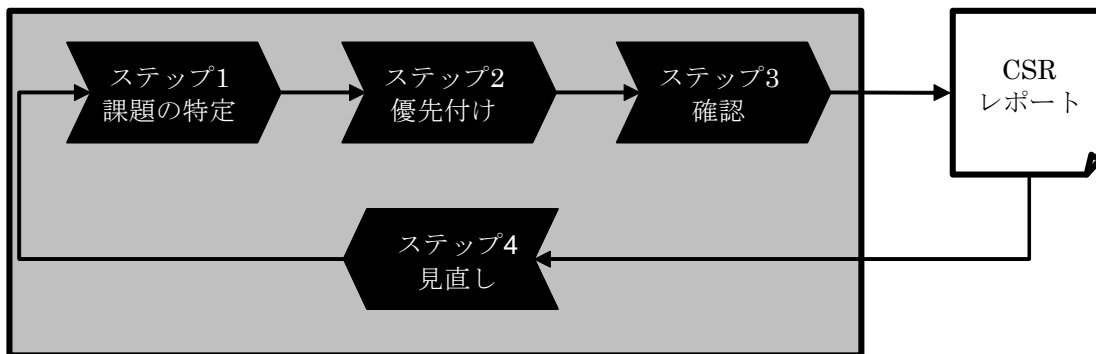 ステップ1
課題の特定
ステップ2
優先付け
ステップ3
確認
CSR
レポート
ステップ4
見直し